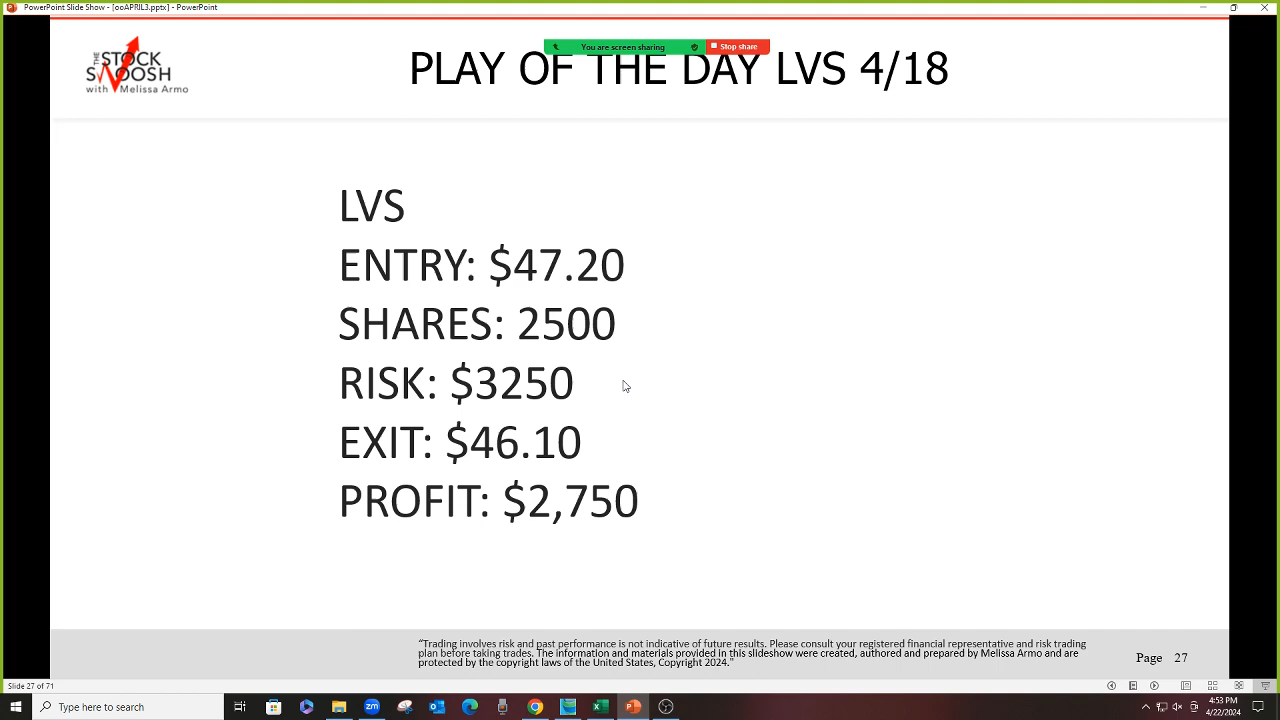 PowerPoint Slide Show - [ooAPRIL3.pptx] - PowerPoint
You are screen sharing
Stop share
THE STOCK
SWOOSH
with Melissa Armo
PLAY OF THE DAY LVS 4/18
LVS
ENTRY: $47.20
SHARES: 2500
RISK: $3250
EXIT: $46.10
PROFIT: $2,750
“Trading involves risk and past performance is not indicative of future results. Please consult your registered financial representative and risk trading
plan before taking trades. The information and materials provided in this slideshow were created, authored and prepared by Melissa Armo and are
protected by the copyright laws of the United States, Copyright 2024."
Page 27
Slide 27 of 71
Type here to search
4:53 PM
4/22/2024